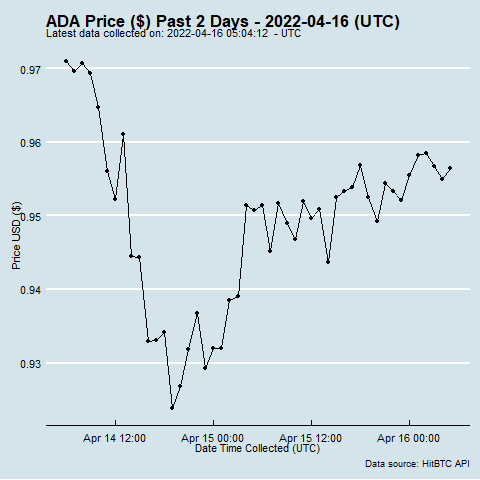 ADA Price ($) Past 2 Days - 2022-04-16 (UTC)
Latest data collected on: 2022-04-16 05:04:12 - UTC
0.97
0.96
0.95
0.94
0.93
Price USD ($)
Apr 14 12:00
Apr 15 00:00
Apr 15 12:00
Apr 16 00:00
Date Time Collected (UTC)
Data source: HitBTC API